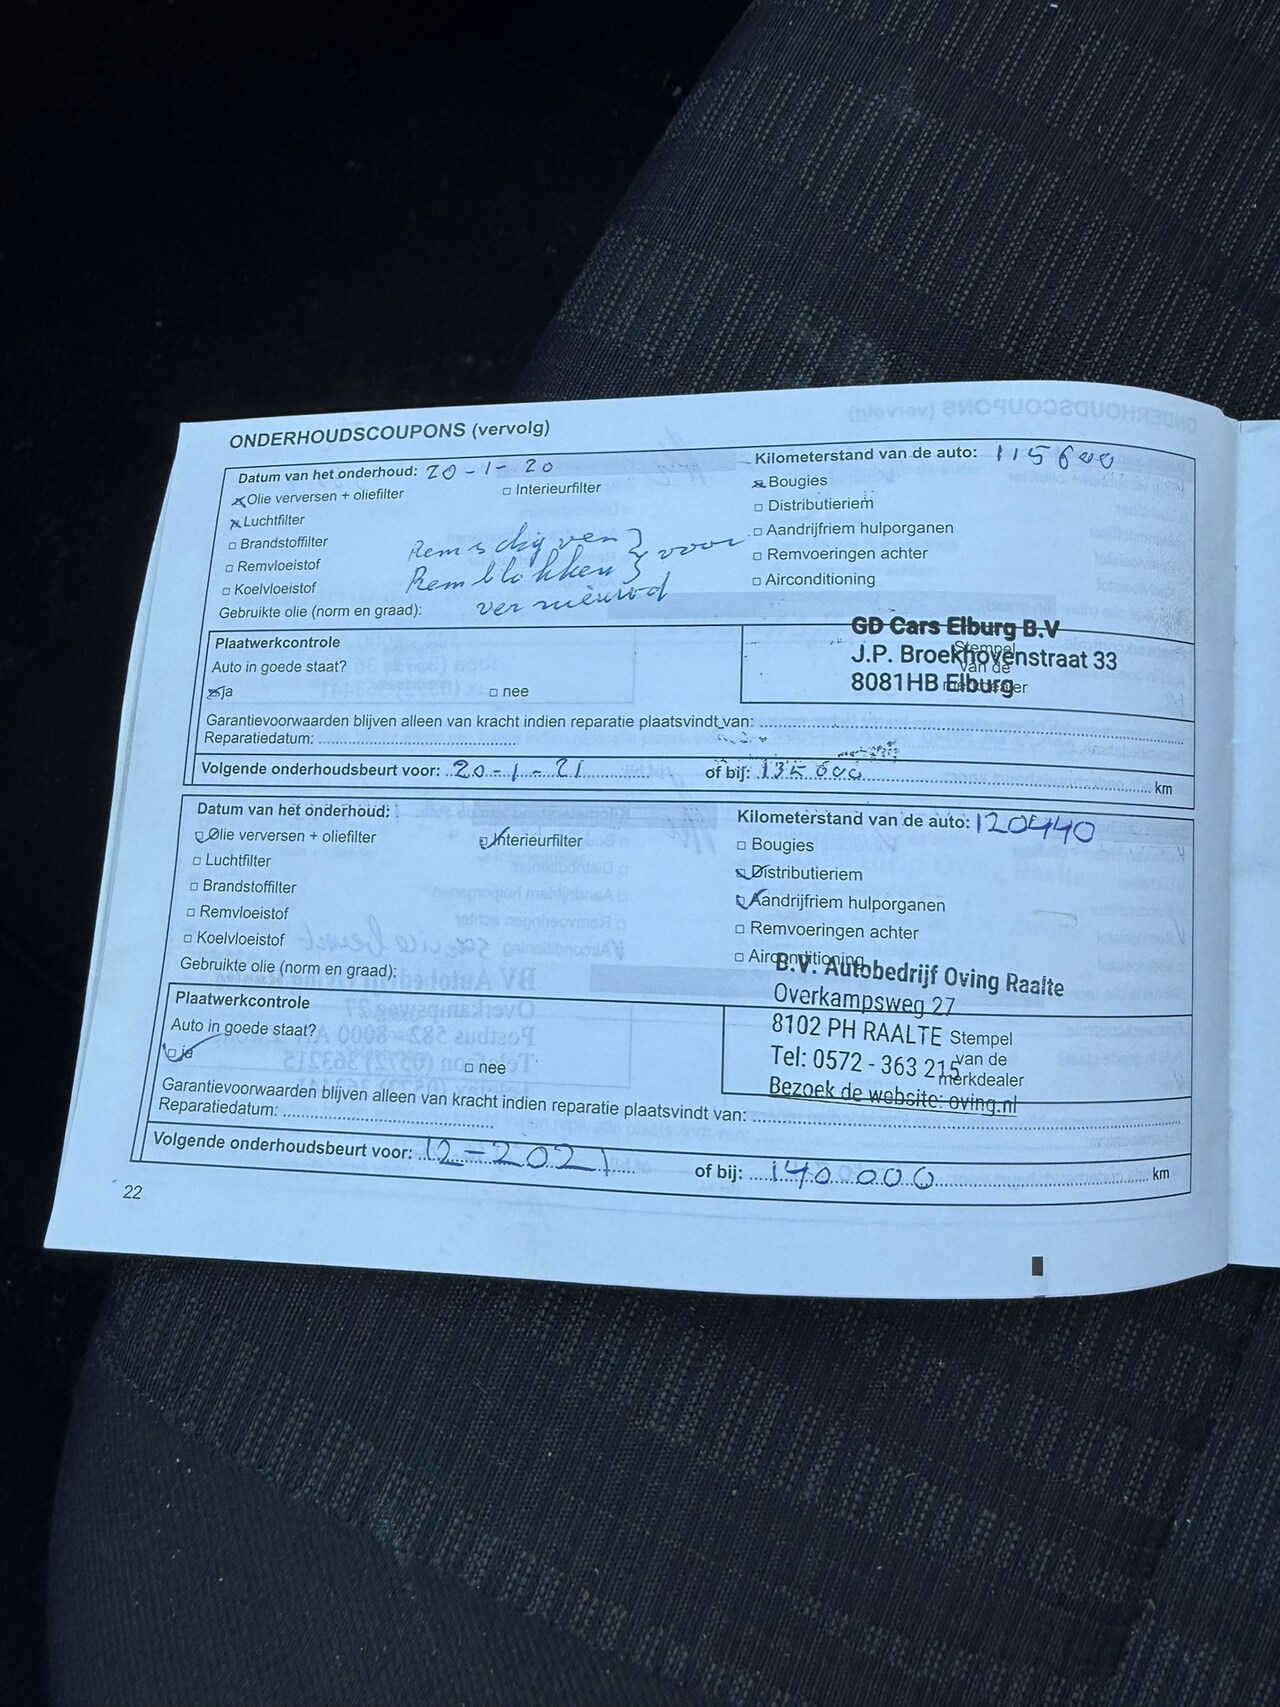 ONDERHOUDSCOUPONS (vervolg)
Datum van het onderhoud: 20-1-20
Kilometerstand van de auto: 115600
Olie verversen + oliefilter
Interieurfilter
Bougies
Luchtfilter
Distributieriem
Brandstoffilter
Aandrijfriem hulporganen
Remvloeistof
Remvoeringen achter
Koelvloeistof
Airconditioning
Remschijven } voor
Remblokken }
vernieuwd
Gebruikte olie (norm en graad):
Plaatwerkcontrole
Auto in goede staat?
ja
nee
GD Cars Elburg B.V
J.P. Broekhovenstraat 33
8081HB Elburg
Stempel
van de
merkdealer
Garantievoorwaarden blijven alleen van kracht indien reparatie plaatsvindt van:
Reparatiedatum:
Volgende onderhoudsbeurt voor: 20-1-21 of bij: 135600 km
Datum van het onderhoud:
Kilometerstand van de auto: 120440
Olie verversen + oliefilter
Interieurfilter
Bougies
Luchtfilter
Distributieriem
Brandstoffilter
Aandrijfriem hulporganen
Remvloeistof
Remvoeringen achter
Koelvloeistof
Airconditioning
Gebruikte olie (norm en graad):
Plaatwerkcontrole
Auto in goede staat?
ja
nee
B.V. Autobedrijf Oving Raalte
Overkampsweg 27
8102 PH RAALTE
Tel: 0572 - 363 215
Bezoek de website: oving.nl
Stempel
van de
merkdealer
Garantievoorwaarden blijven alleen van kracht indien reparatie plaatsvindt van:
Reparatiedatum:
Volgende onderhoudsbeurt voor: 12-2021 of bij: 140.000 km
22